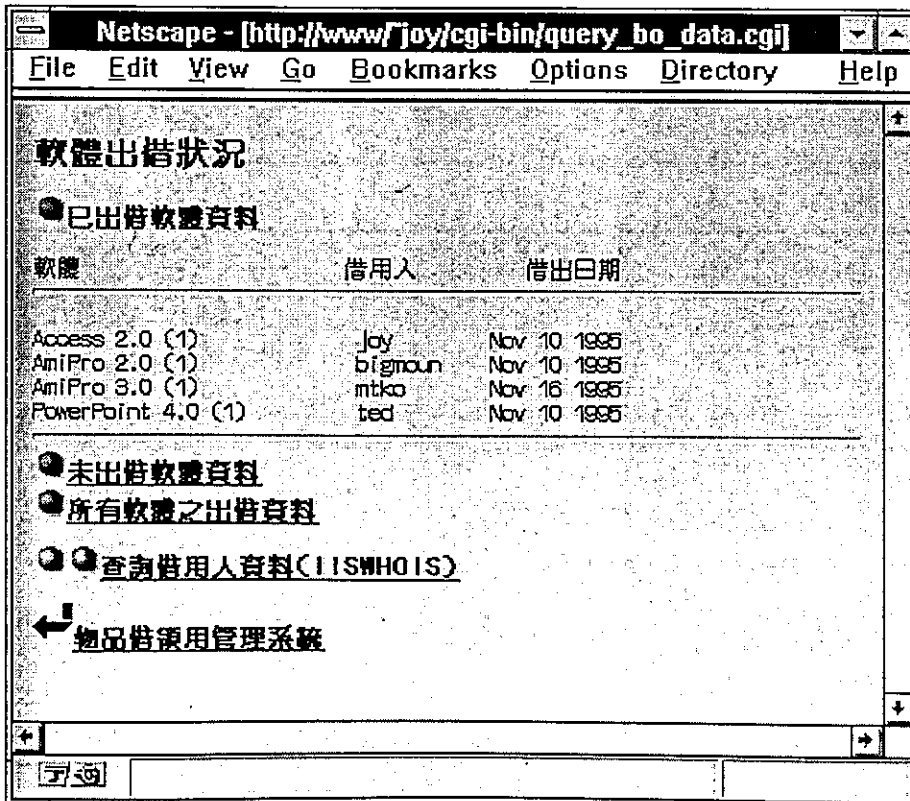 Netscape - [http://www/~joy/cgi-bin/query_bo_data.cgi]
File Edit View Go Bookmarks Options Directory Help
軟體出借狀況
已出借軟體資料
軟體 借用人 借出日期
Access 2.0 (1) joy Nov 10 1995
AmiPro 2.0 (1) bigmoun Nov 10 1995
AmiPro 3.0 (1) mtko Nov 16 1995
PowerPoint 4.0 (1) ted Nov 10 1995
未出借軟體資料
所有軟體之出借資料
查詢借用人資料(IISWHOIS)
物品借領用管理系統